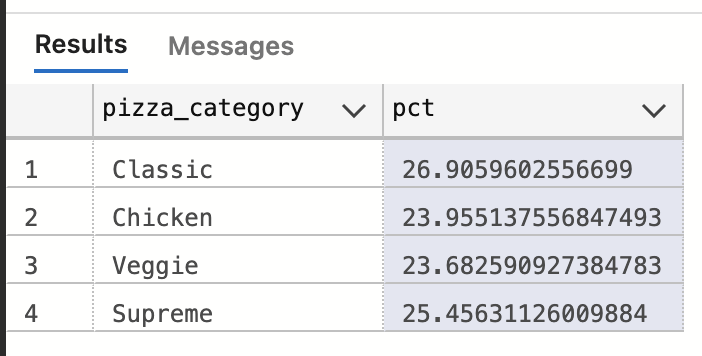 Results Messages
pizza_category pct
1 Classic 26.9059602556699
2 Chicken 23.955137556847493
3 Veggie 23.682590927384783
4 Supreme 25.45631126009884